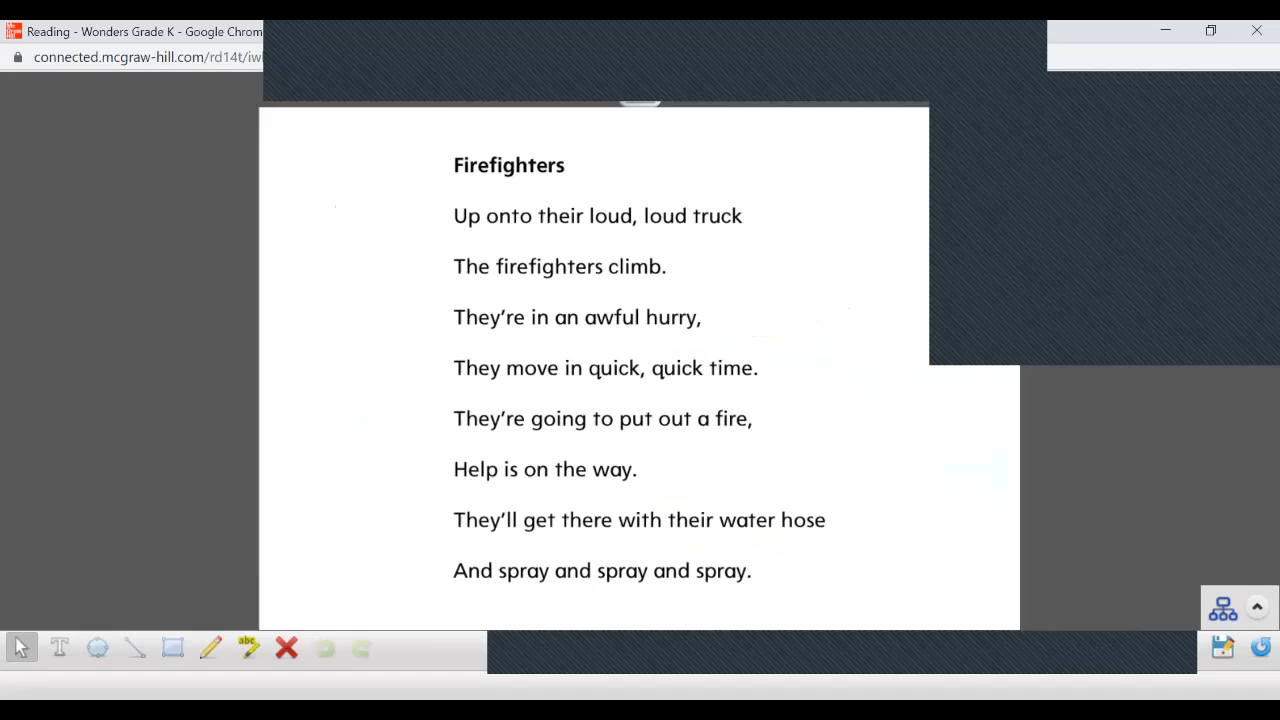 Reading - Wonders Grade K - Google Chrom
connected.mcgraw-hill.com/rd14t/iwi
Firefighters
Up onto their loud, loud truck
The firefighters climb.
They're in an awful hurry,
They move in quick, quick time.
They're going to put out a fire,
Help is on the way.
They'll get there with their water hose
And spray and spray and spray.
T
abc